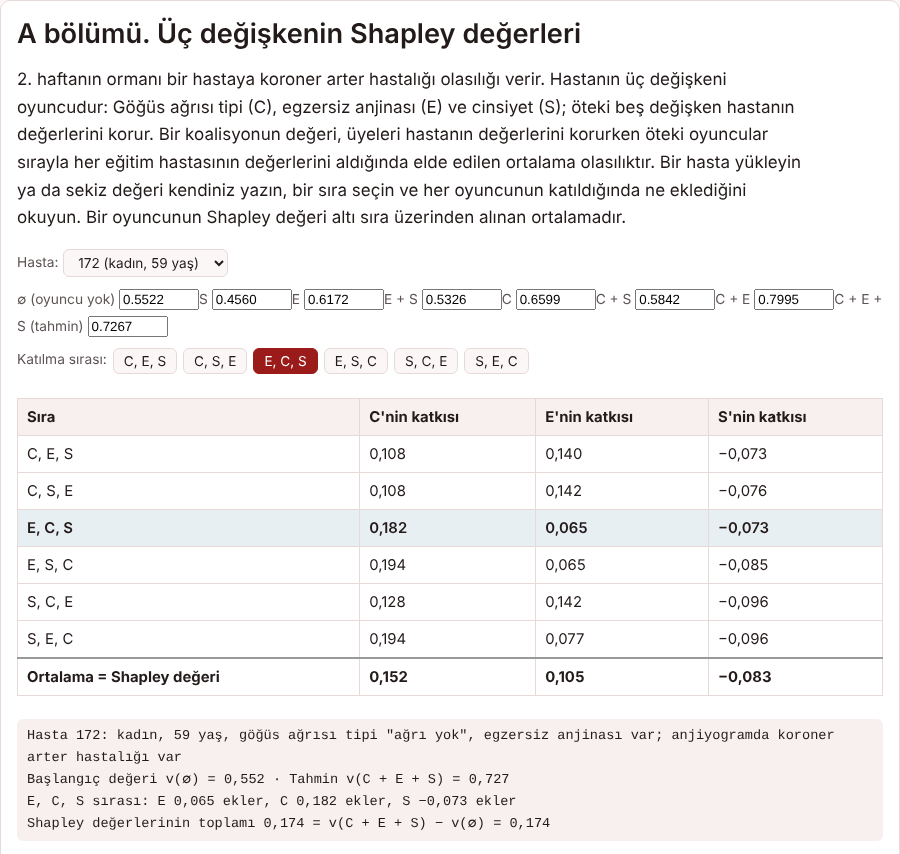 A bölümü. Üç değişkenin Shapley değerleri
2. haftanın ormanı bir hastaya koroner arter hastalığı olasılığı verir. Hastanın üç değişkeni
oyuncudur: Göğüs ağrısı tipi (C), egzersiz anjinası (E) ve cinsiyet (S); öteki beş değişken hastanın
değerlerini korur. Bir koalisyonun değeri, üyeleri hastanın değerlerini korurken öteki oyuncular
sırayla her eğitim hastasının değerlerini aldığında elde edilen ortalama olasılıktır. Bir hasta yükleyin
ya da sekiz değeri kendiniz yazın, bir sıra seçin ve her oyuncunun katıldığında ne eklediğini
okuyun. Bir oyuncunun Shapley değeri altı sıra üzerinden alınan ortalamadır.
Hasta: 172 (kadın, 59 yaş)
∅ (oyuncu yok) 0.5522 S 0.4560 E 0.6172 E + S 0.5326 C 0.6599 C + S 0.5842 C + E 0.7995 C + E +
S (tahmin) 0.7267
Katılma sırası: C, E, S C, S, E E, C, S E, S, C S, C, E S, E, C
Sıra C'nin katkısı E'nin katkısı S'nin katkısı
C, E, S 0,108 0,140 −0,073
C, S, E 0,108 0,142 −0,076
E, C, S 0,182 0,065 −0,073
E, S, C 0,194 0,065 −0,085
S, C, E 0,128 0,142 −0,096
S, E, C 0,194 0,077 −0,096
Ortalama = Shapley değeri 0,152 0,105 −0,083
Hasta 172: kadın, 59 yaş, göğüs ağrısı tipi "ağrı yok", egzersiz anjinası var; anjiyogramda koroner
arter hastalığı var
Başlangıç değeri v(∅) = 0,552 · Tahmin v(C + E + S) = 0,727
E, C, S sırası: E 0,065 ekler, C 0,182 ekler, S −0,073 ekler
Shapley değerlerinin toplamı 0,174 = v(C + E + S) − v(∅) = 0,174